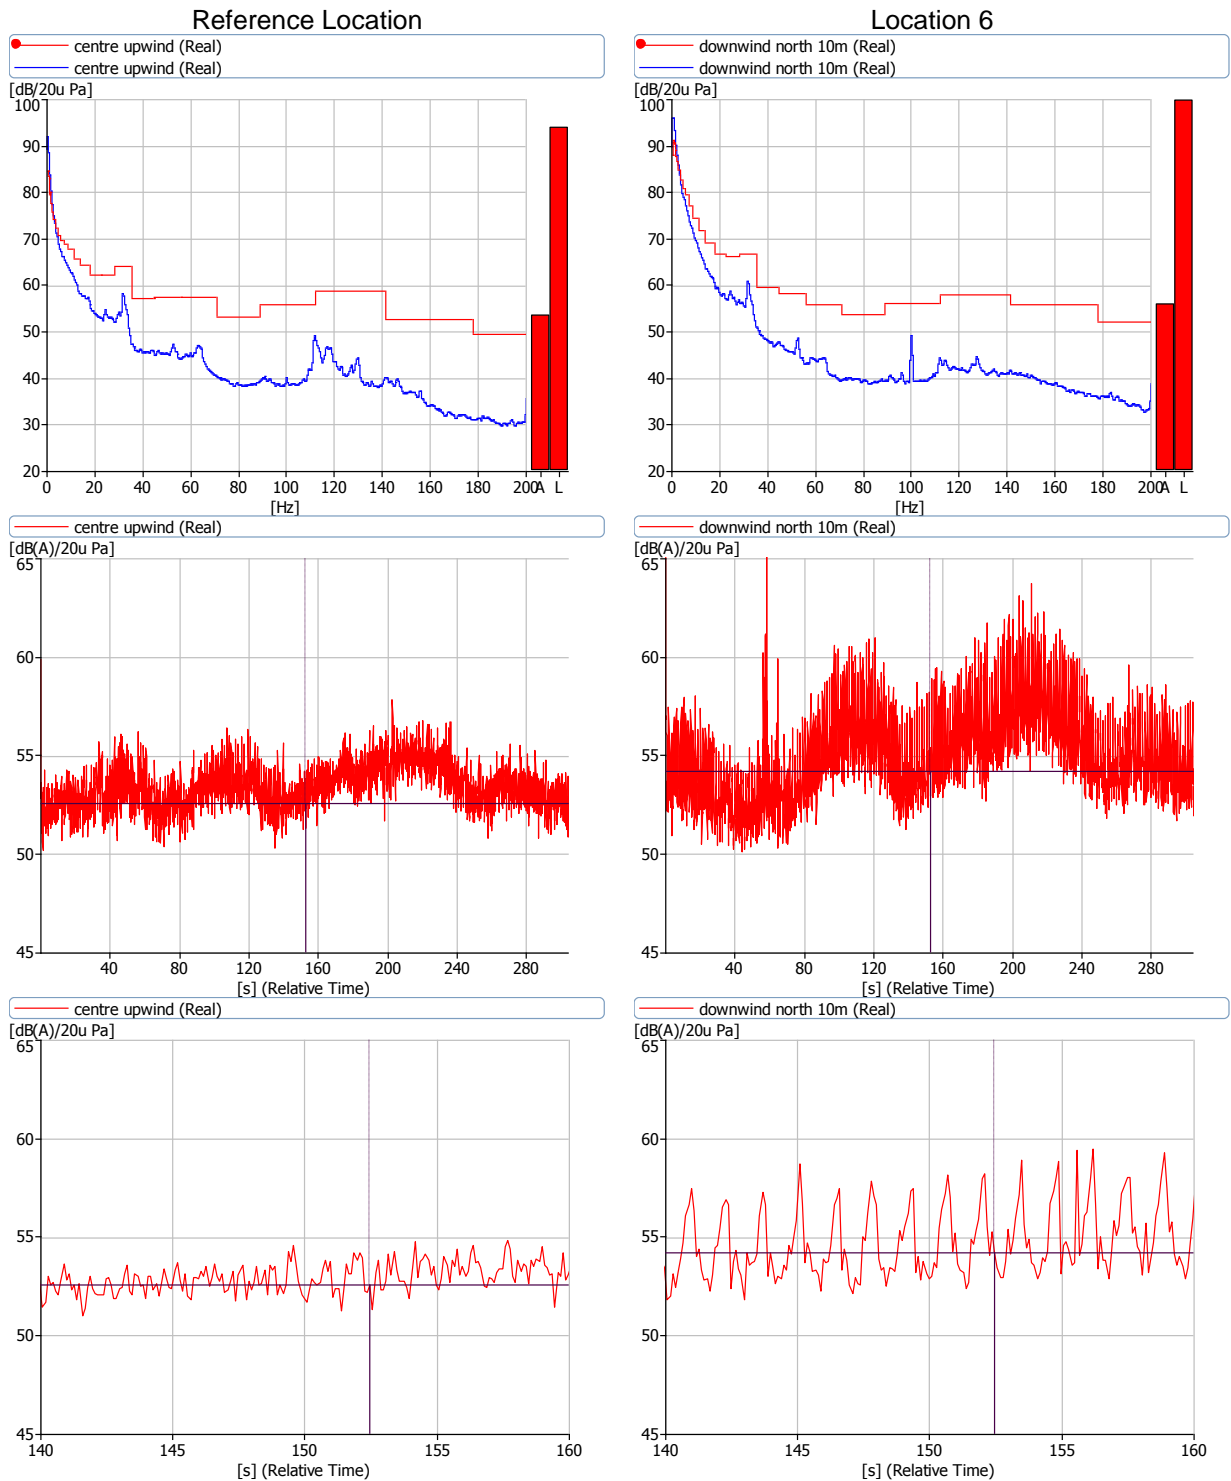 Reference Location
Location 6
centre upwind (Real)
centre upwind (Real)
downwind north 10m (Real)
downwind north 10m (Real)
[dB/20u Pa]
[dB/20u Pa]
100
90
80
70
60
50
40
30
20
0 20 40 60 80 100 120 140 160 180 200 A L
[Hz]
100
90
80
70
60
50
40
30
20
0 20 40 60 80 100 120 140 160 180 200 A L
[Hz]
centre upwind (Real)
downwind north 10m (Real)
[dB(A)/20u Pa]
[dB(A)/20u Pa]
65
60
55
50
45
40 80 120 160 200 240 280
[s] (Relative Time)
65
60
55
50
45
40 80 120 160 200 240 280
[s] (Relative Time)
centre upwind (Real)
downwind north 10m (Real)
[dB(A)/20u Pa]
[dB(A)/20u Pa]
65
60
55
50
45
140 145 150 155 160
[s] (Relative Time)
65
60
55
50
45
140 145 150 155 160
[s] (Relative Time)